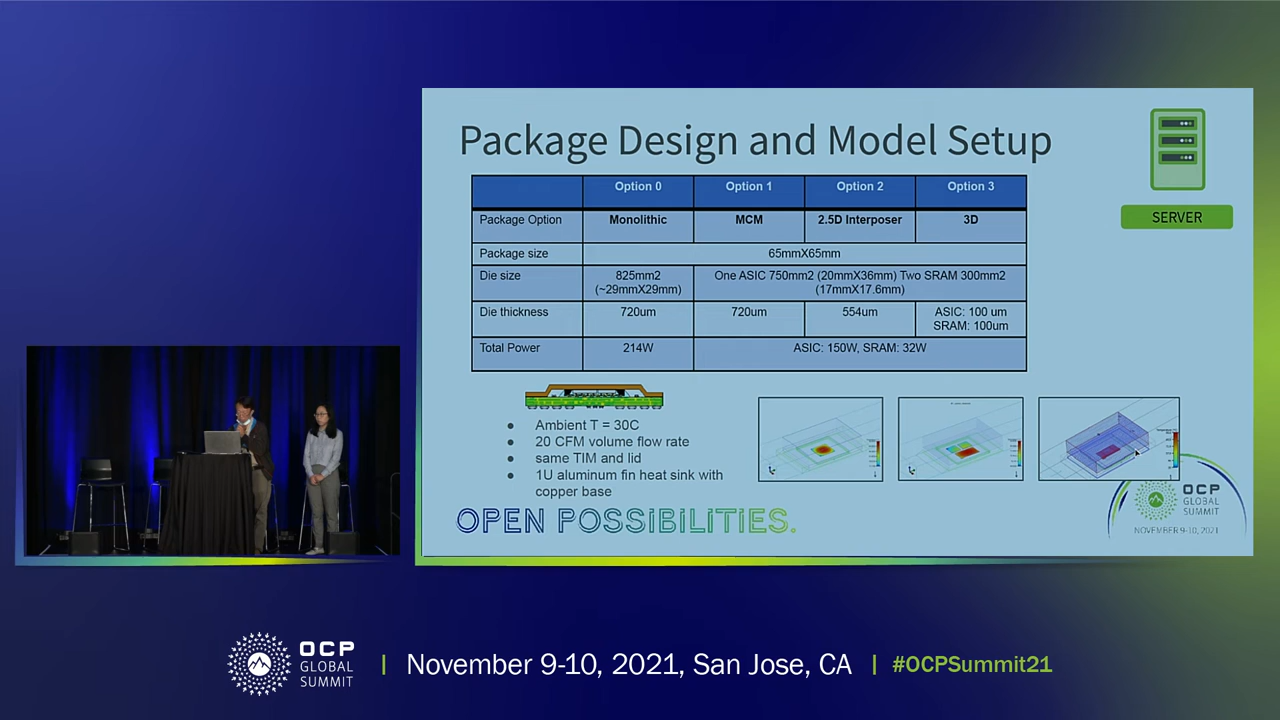 Package Design and Model Setup
Option 0 Option 1 Option 2 Option 3
Package Option Monolithic MCM 2.5D Interposer 3D
Package size 65mmX65mm
Die size 825mm2 (~29mmX29mm) One ASIC 750mm2 (20mmX36mm) Two SRAM 300mm2 (17mmX17.6mm)
Die thickness 720um 720um 554um ASIC: 100 um SRAM: 100um
Total Power 214W ASIC: 150W, SRAM: 32W
SERVER
● Ambient T = 30C
● 20 CFM volume flow rate
● same TIM and lid
● 1U aluminum fin heat sink with
copper base
OPEN POSSIBILITIES.
OCP
GLOBAL
SUMMIT
NOVEMBER 9-10, 2021
OCP
GLOBAL
SUMMIT
| November 9-10, 2021, San Jose, CA | #OCPSummit21